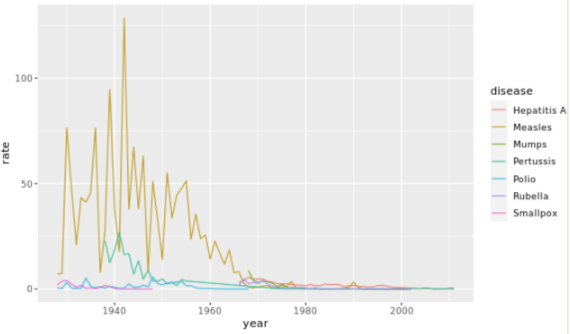 100
50
0
rate
1940
1960
1980
2000
year
disease
Hepatitis A
Measles
Mumps
Pertussis
Polio
Rubella
Smallpox